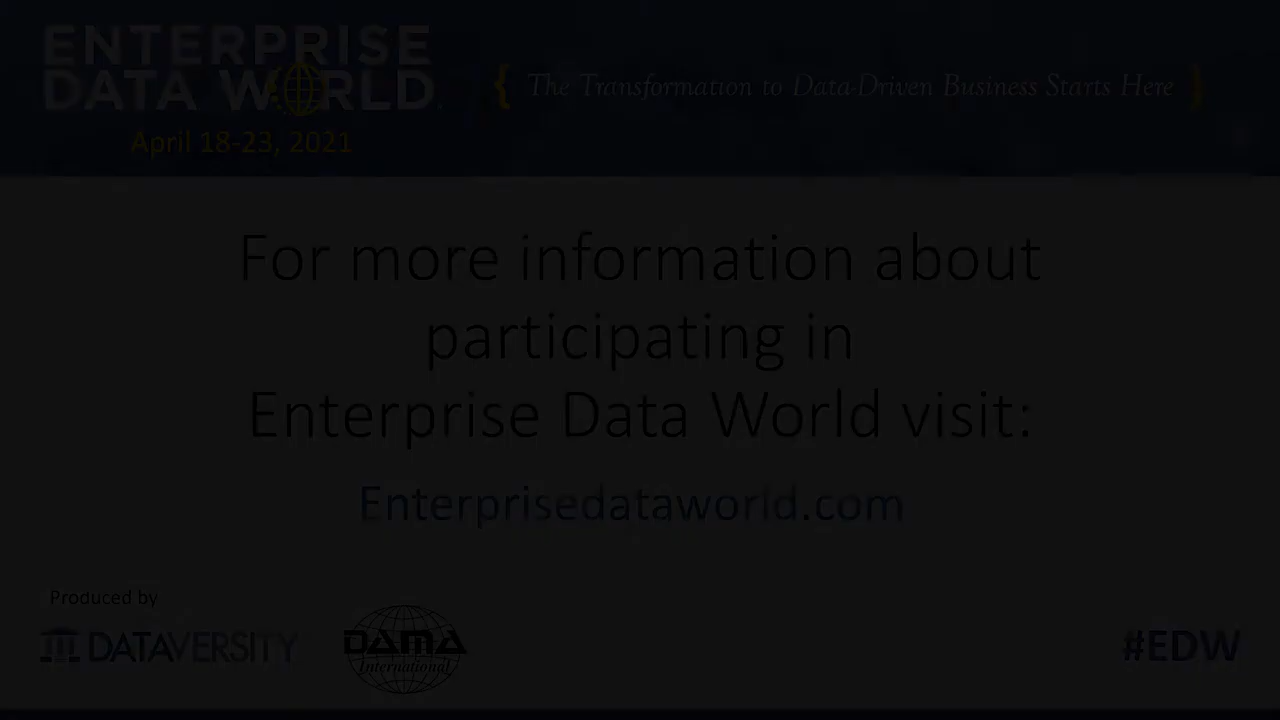 ENTERPRISE
DATA WORLD
{ The Transformation to Data-Driven Business Starts Here }
April 18-23, 2021
For more information about
participating in
Enterprise Data World visit:
Enterprisedataworld.com
Produced by
DATAVERSITY
DAMA
International
#EDW